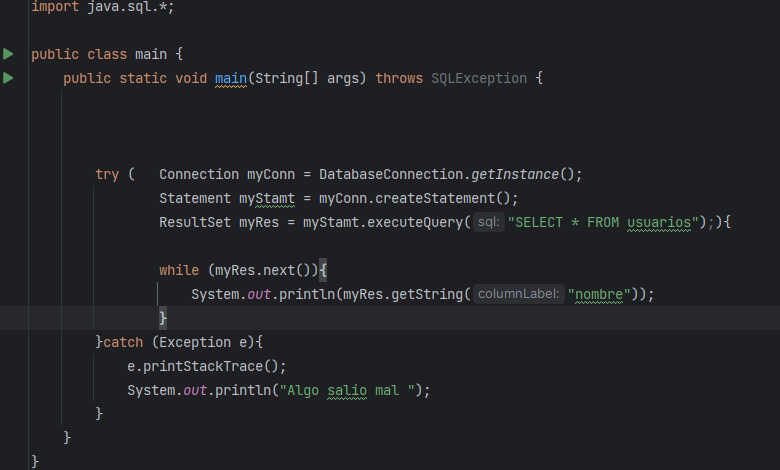 import java.sql.*;
public class main {
public static void main(String[] args) throws SQLException {
try (   Connection myConn = DatabaseConnection.getInstance();
Statement myStamt = myConn.createStatement();
ResultSet myRes = myStamt.executeQuery( sql: "SELECT * FROM usuarios");){
while (myRes.next()){
System.out.println(myRes.getString( columnLabel: "nombre"));
}
}catch (Exception e){
e.printStackTrace();
System.out.println("Algo salio mal ");
}
}
}